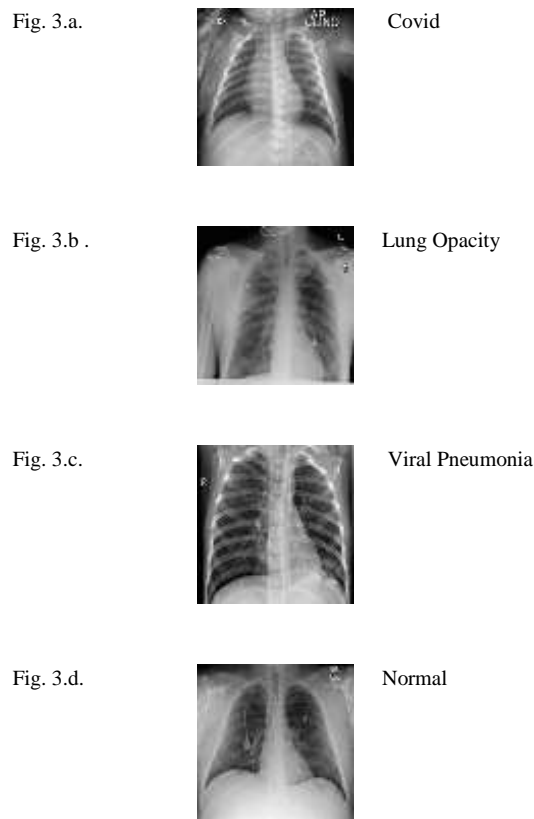 Fig. 3.a. Covid
Fig. 3.b . Lung Opacity
Fig. 3.c. Viral Pneumonia
R
Fig. 3.d. Normal